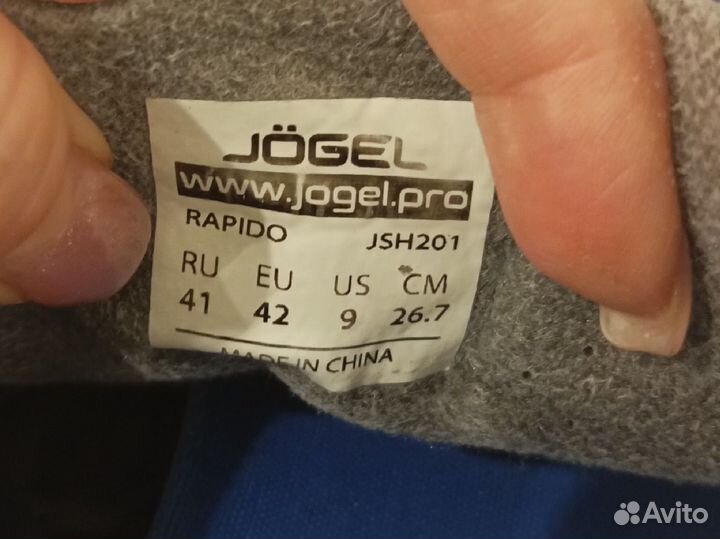 JÖGEL
www.jogel.pro
RAPIDO JSH201
RU EU US CM
41 42 9 26.7
MADE IN CHINA
Avito